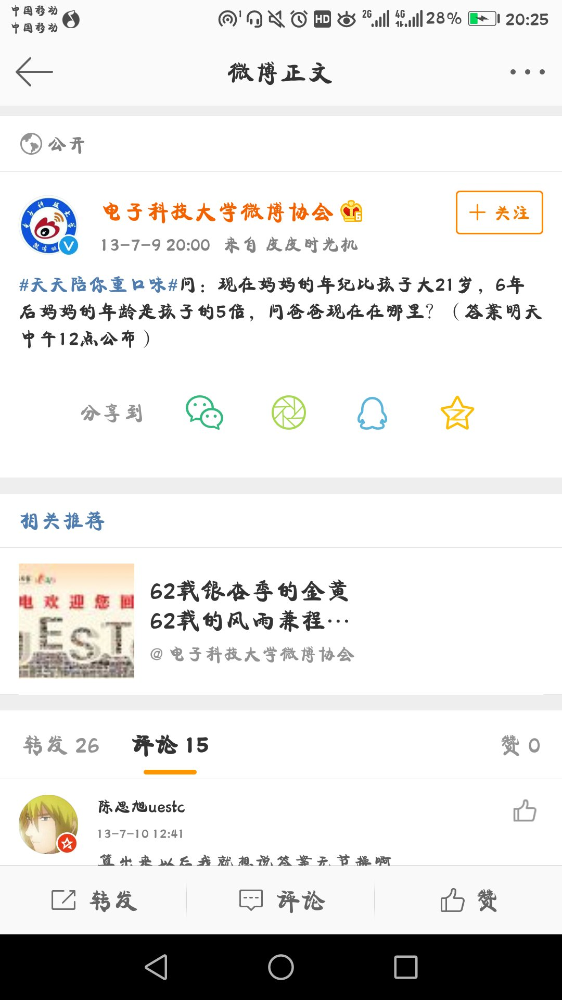 中国移动
中国移动
1 HD 2G 4G 28% 20:25
微博正文
公开
电子科技大学微博协会
关注
13-7-9 20:00 来自 皮皮时光机
#天天陪你重口味#问：现在妈妈的年纪比孩子大21岁，6年
后妈妈的年龄是孩子的5倍，问爸爸现在在哪里？（答案明天
中午12点公布）
分享到
相关推荐
电欢迎您回
UEST
62载银杏季的金黄
62载的风雨兼程…
@电子科技大学微博协会
转发 26 评论 15 赞 0
陈思旭uestc
13-7-10 12:41
算出来以后我就想说答案无节操啊
转发 评论 赞